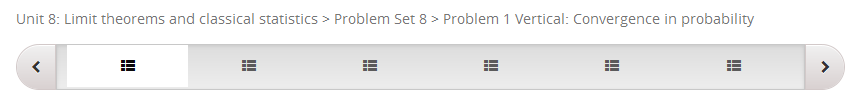 Unit 8: Limit theorems and classical statistics > Problem Set 8 > Problem 1 Vertical: Convergence in probability